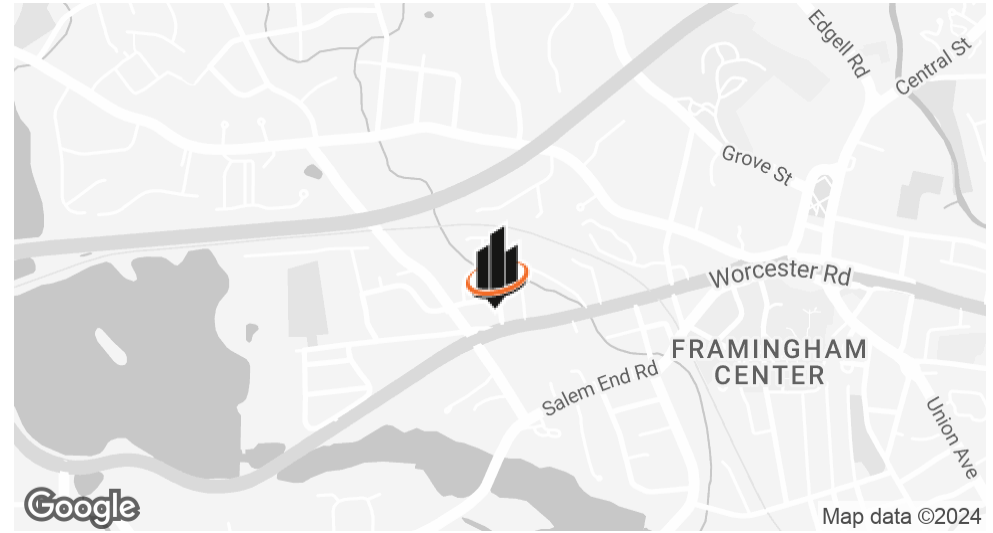 Edgell Rd
Central St
Grove St
Worcester Rd
FRAMINGHAM
CENTER
Salem End Rd
Union Ave
Google
Map data ©2024